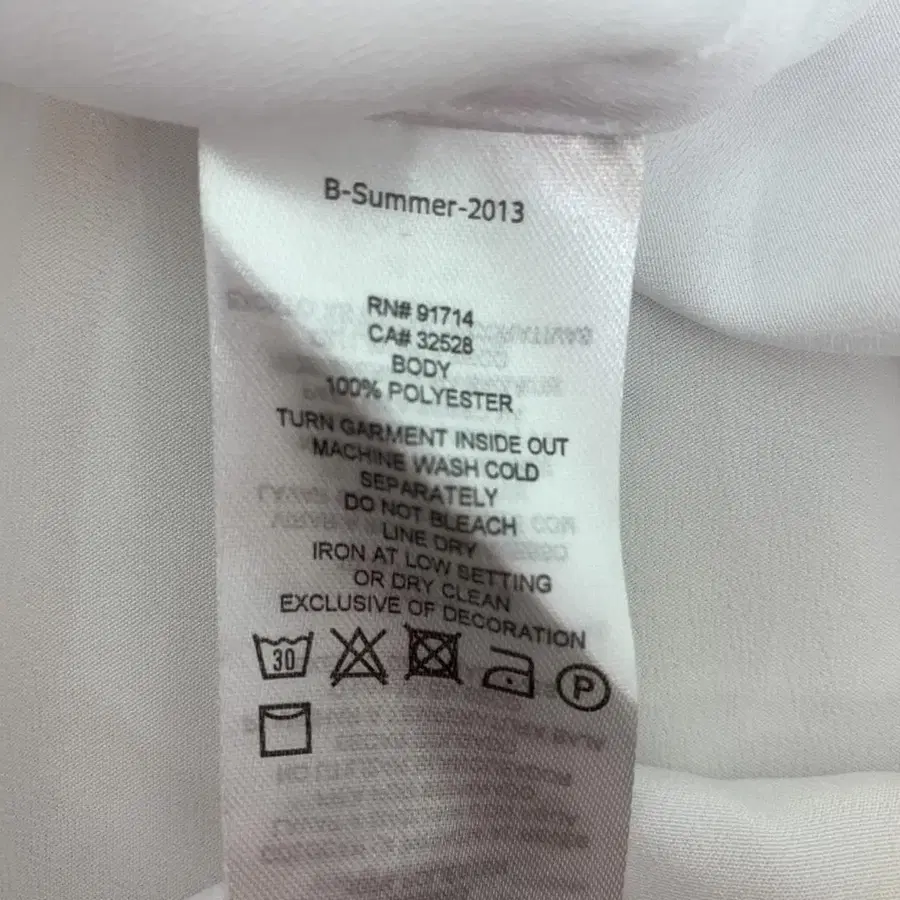 B-Summer-2013
RN# 91714
CA# 32528
BODY
100% POLYESTER
TURN GARMENT INSIDE OUT
MACHINE WASH COLD
SEPARATELY
DO NOT BLEACH
LINE DRY
IRON AT LOW SETTING
OR DRY CLEAN
EXCLUSIVE OF DECORATION
30
P